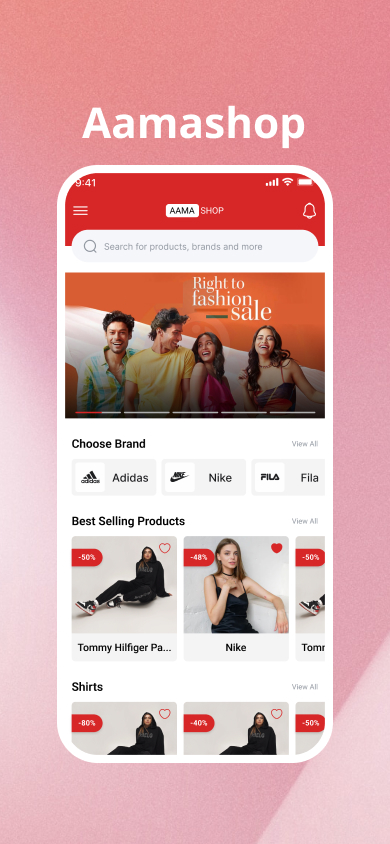 Aamashop
9:41
AAMA SHOP
Search for products, brands and more
Right to
fashion
sale
Choose Brand
View All
adidas
Adidas
NIKE
Nike
FILA
Fila
Best Selling Products
View All
-50%
-48%
-50%
Tommy Hilfiger Pa...
Nike
Tomm
Shirts
View All
-80%
-40%
-50%